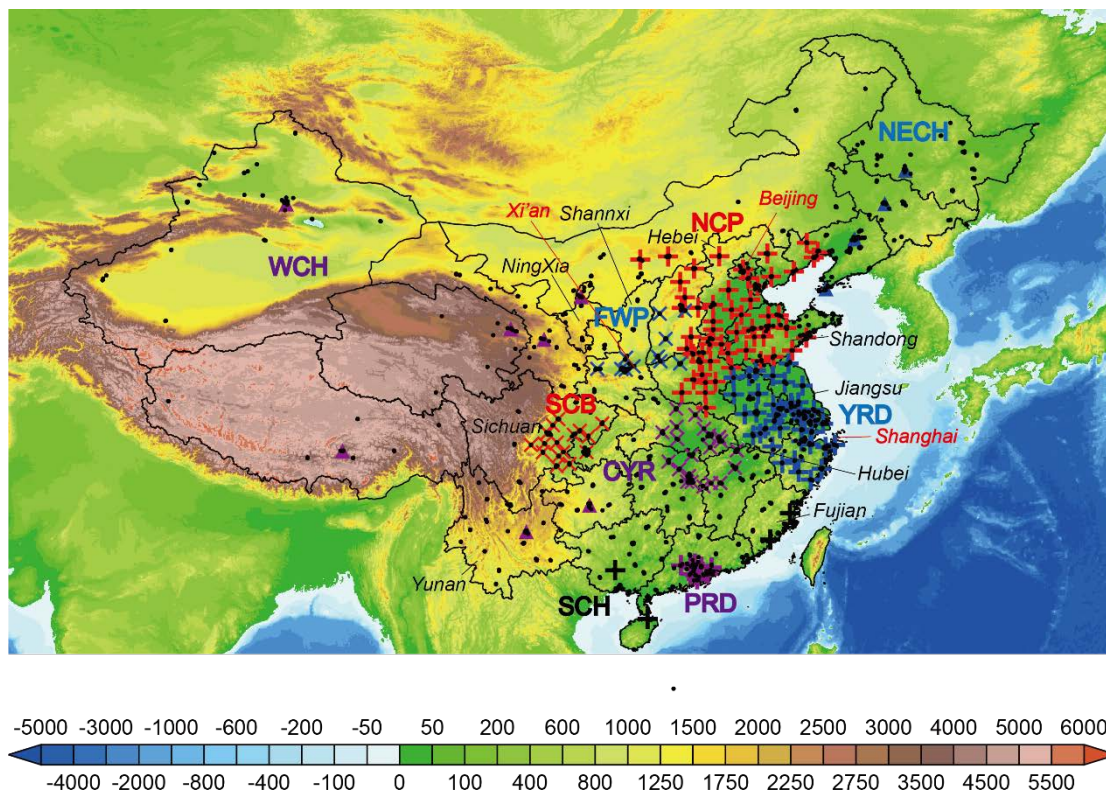 NECH
Xi'an
Shannxi
NCP
Beijing
Hebei
WCH
NingXia
FWP
Shandong
Jiangsu
SCB
YRD
Sichuan
Shanghai
CYR
Hubei
Fujian
Yunan
SCH
PRD
-5000 -3000 -1000 -600 -200 -50 50 200 600 1000 1500 2000 2500 3000 4000 5000 6000
-4000 -2000 -800 -400 -100 0 100 400 800 1250 1750 2250 2750 3500 4500 5500